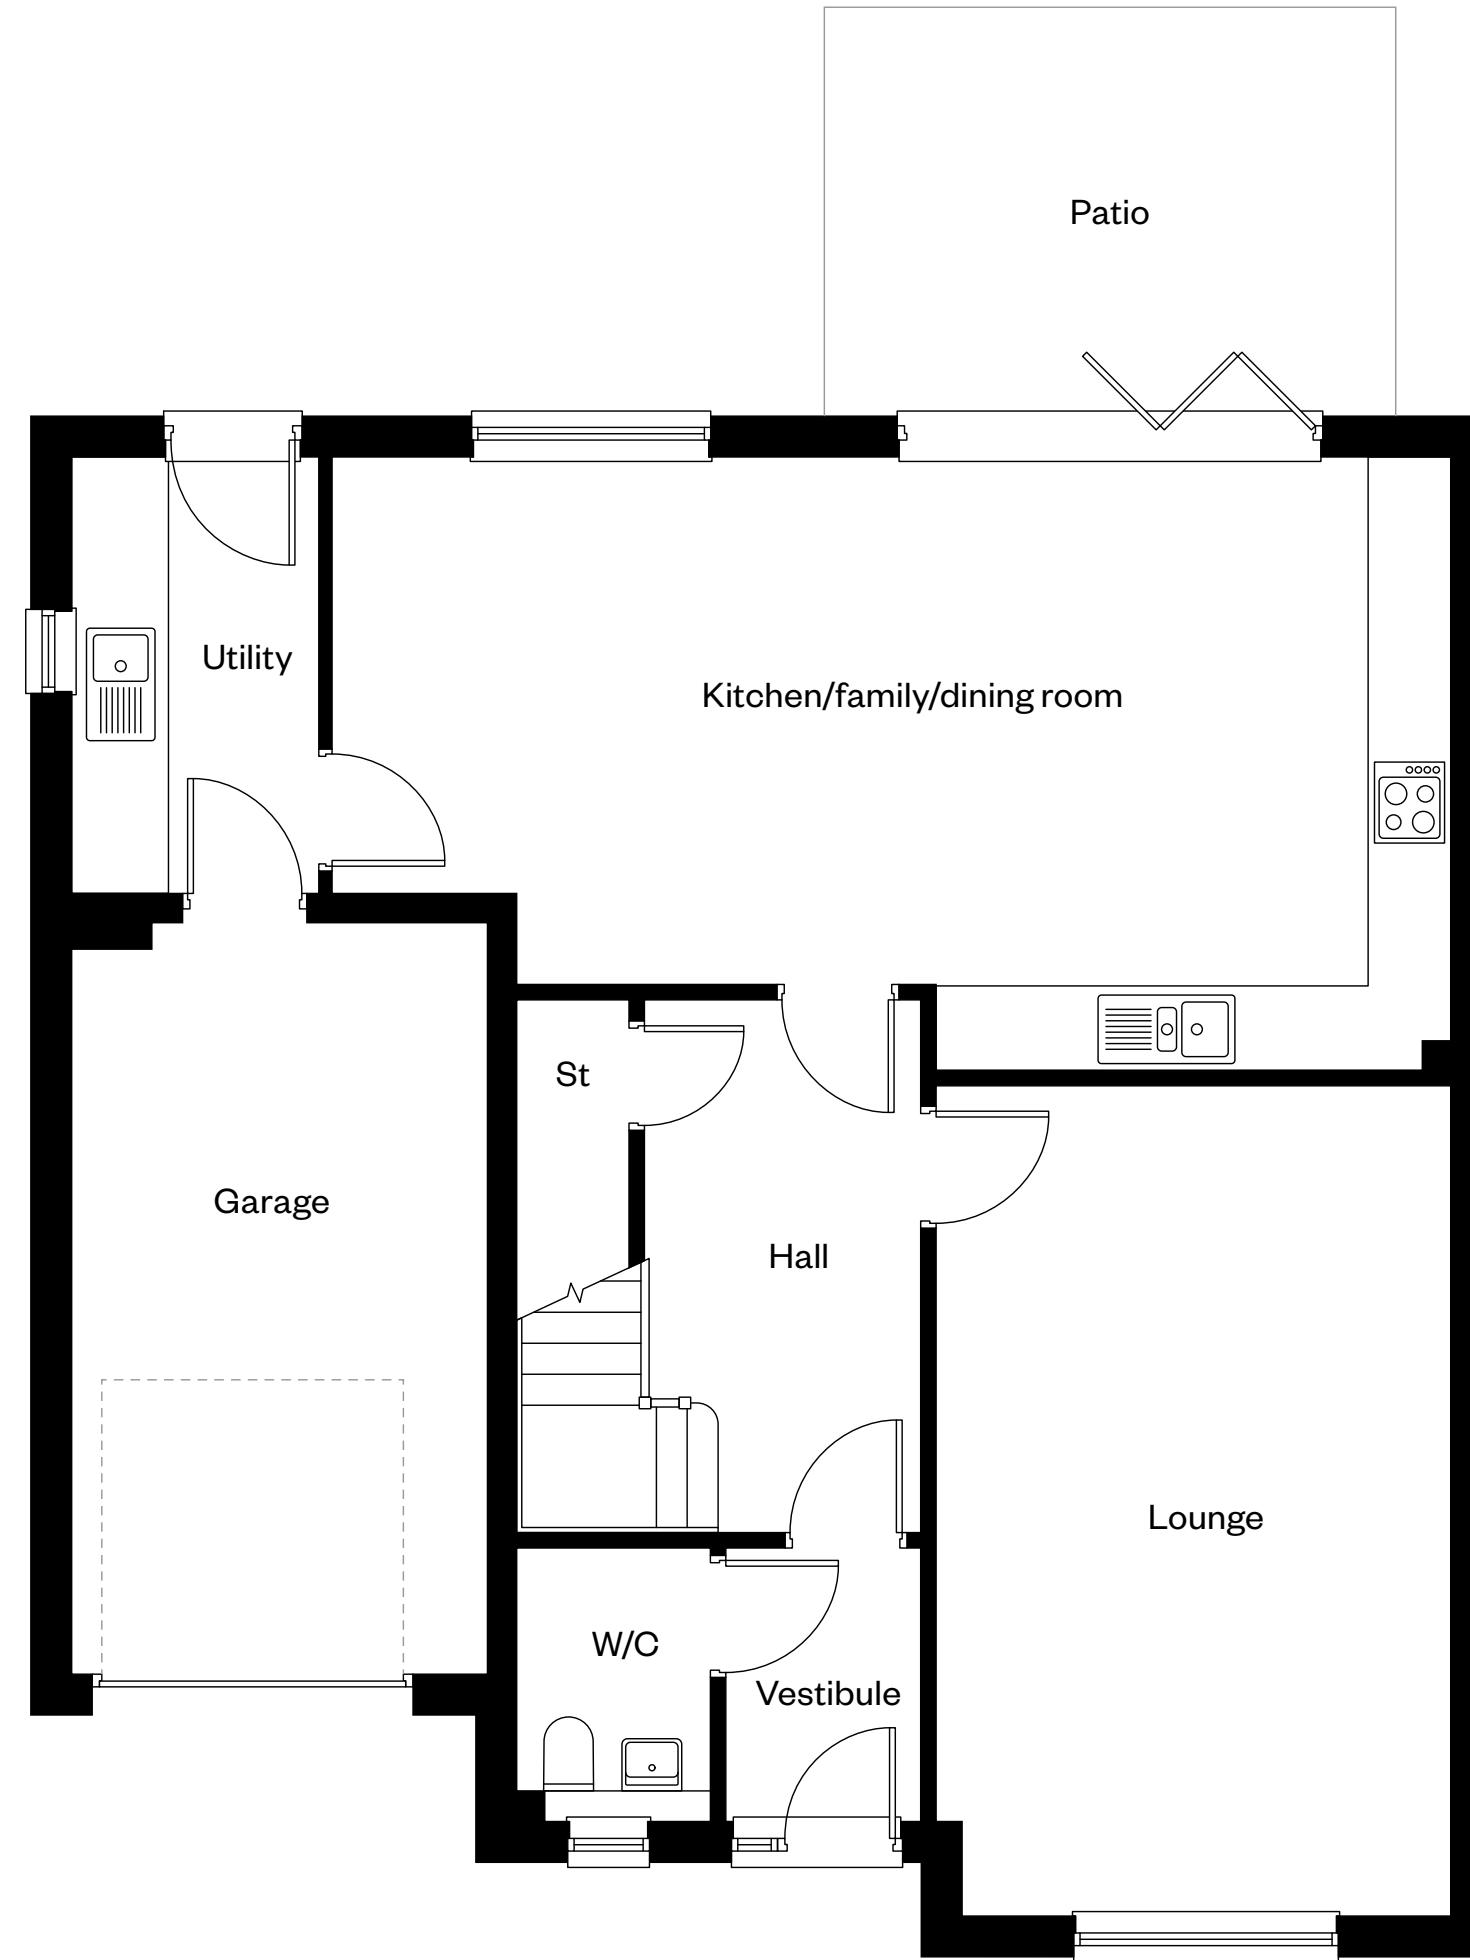 Patio
Utility
Kitchen/family/dining room
St
Garage
Hall
Lounge
W/C
Vestibule